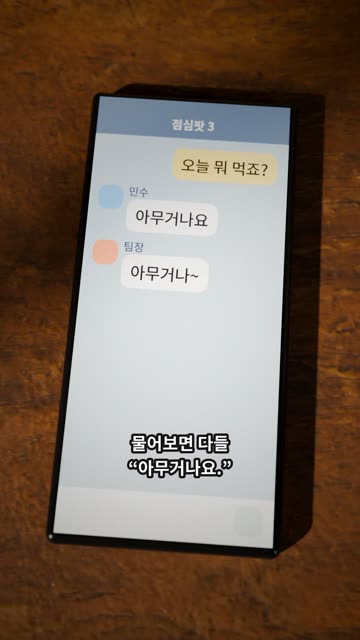 점심팟 3
오늘 뭐 먹죠?
민수
아무거나요
팀장
아무거나~
물어보면 다들
“아무거나요.”